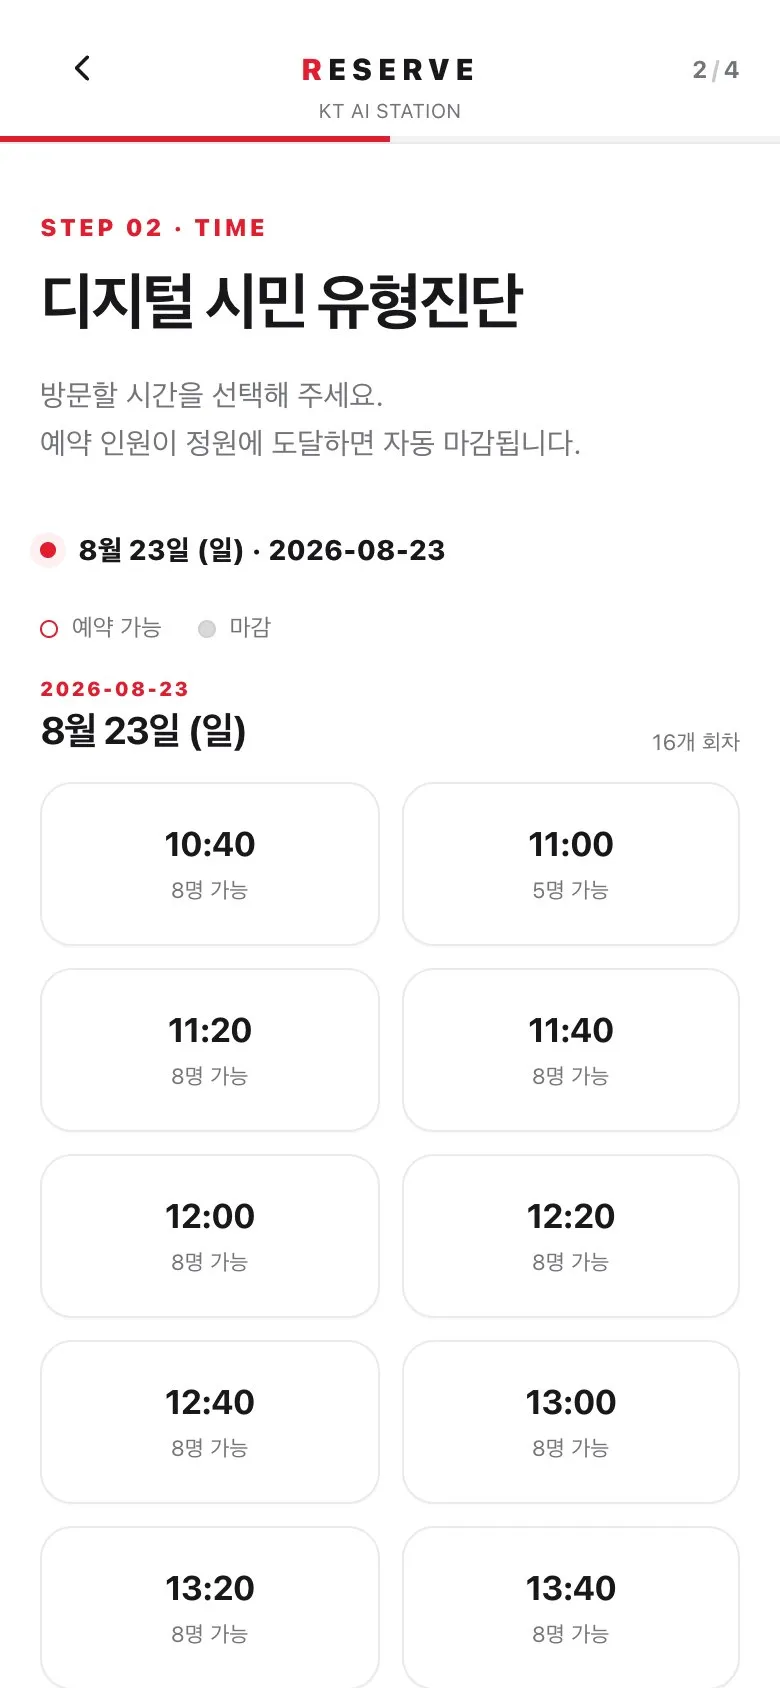 RESERVE
2/4
KT AI STATION
STEP 02 · TIME
디지털 시민 유형진단
방문할 시간을 선택해 주세요.
예약 인원이 정원에 도달하면 자동 마감됩니다.
8월 23일 (일) · 2026-08-23
예약 가능 마감
2026-08-23
8월 23일 (일)
16개 회차
10:40 11:00
8명 가능 5명 가능
11:20 11:40
8명 가능 8명 가능
12:00 12:20
8명 가능 8명 가능
12:40 13:00
8명 가능 8명 가능
13:20 13:40
8명 가능 8명 가능